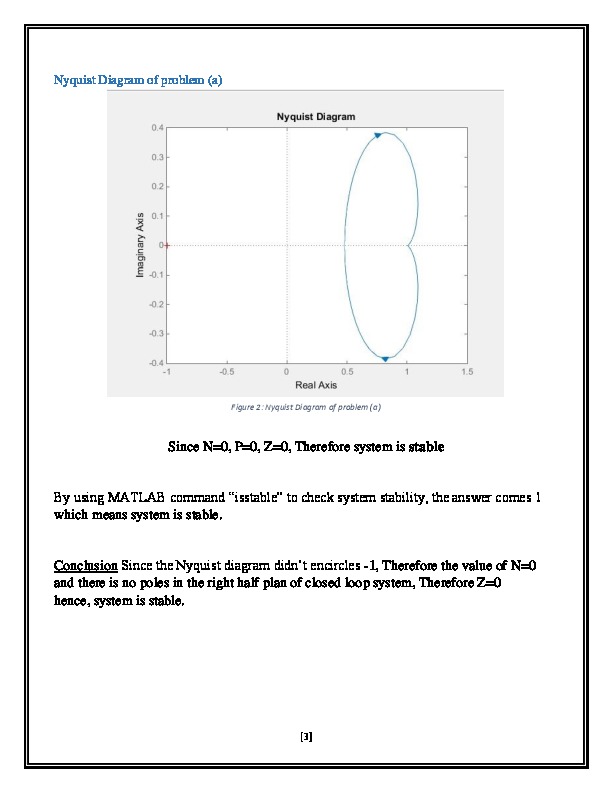 Nyquist Diagram of problem (a)
Nyquist Diagram
0.4
0.3
0.2
0.1
0
-0.1
-0.2
-0.3
-0.4
Imaginary Axis
-1 -0.5 0 0.5 1 1.5
Real Axis
Figure 2: Nyquist Diagram of problem (a)
Since N=0, P=0, Z=0, Therefore system is stable
By using MATLAB command “isstable” to check system stability, the answer comes 1
which means system is stable.
Conclusion Since the Nyquist diagram didn’t encircles -1, Therefore the value of N=0
and there is no poles in the right half plan of closed loop system, Therefore Z=0
hence, system is stable.
[3]